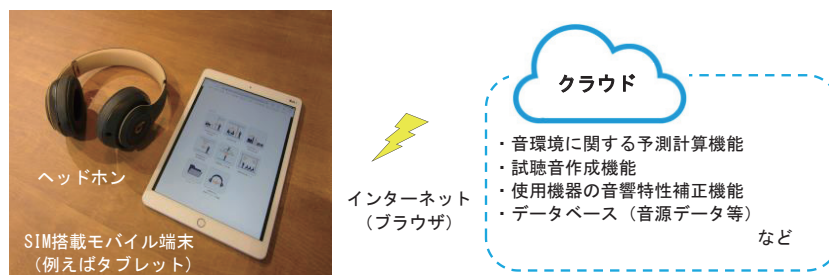 ヘッドホン
SIM搭載モバイル端末
（例えばタブレット）
インターネット
（ブラウザ）
クラウド
・音環境に関する予測計算機能
・試聴音作成機能
・使用機器の音響特性補正機能
・データベース（音源データ等）
など